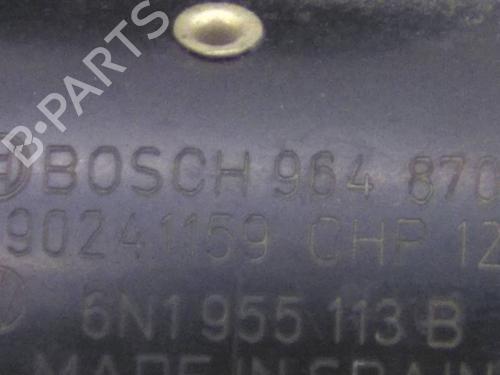 B-PARTS
BOSCH 964 870
90241159 CHP 12
6N1 955 113 B
MADE IN SPAIN